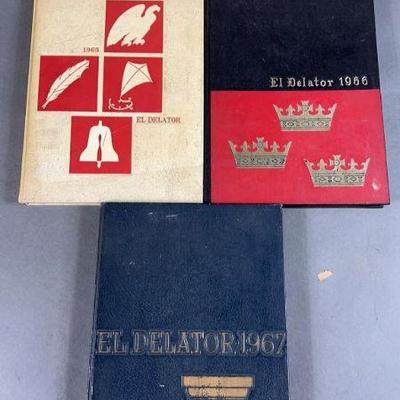 1965
EL DELATOR
El Delator 1966
EL DELATOR 1967